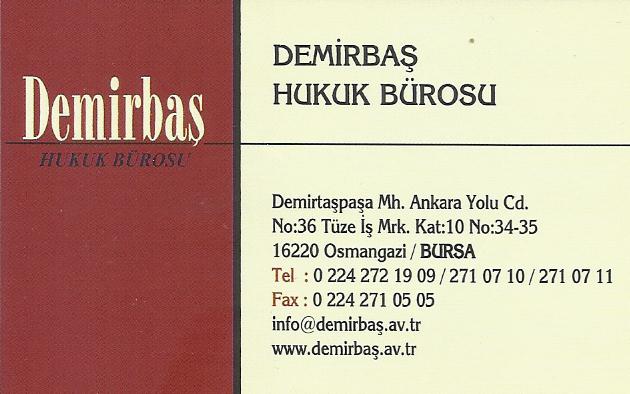 Demirbaş
HUKUK BÜROSU
DEMİRBAŞ
HUKUK BÜROSU
Demirtaşpaşa Mh. Ankara Yolu Cd.
No:36 Tüze İş Mrk. Kat:10 No:34-35
16220 Osmangazi / BURSA
Tel : 0 224 272 19 09 / 271 07 10 / 271 07 11
Fax : 0 224 271 05 05
info@demirbaş.av.tr
www.demirbaş.av.tr